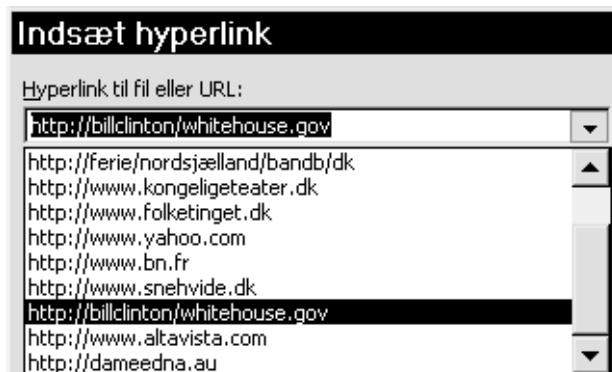 Indsæt hyperlink
Hyperlink til fil eller URL:
http://billclinton/whitehouse.gov
http://ferie/nordsjælland/bandb/dk
http://www.kongeligeteater.dk
http://www.folketinget.dk
http://www.yahoo.com
http://www.bn.fr
http://www.snehvide.dk
http://billclinton/whitehouse.gov
http://www.altavista.com
http://dameedna.au